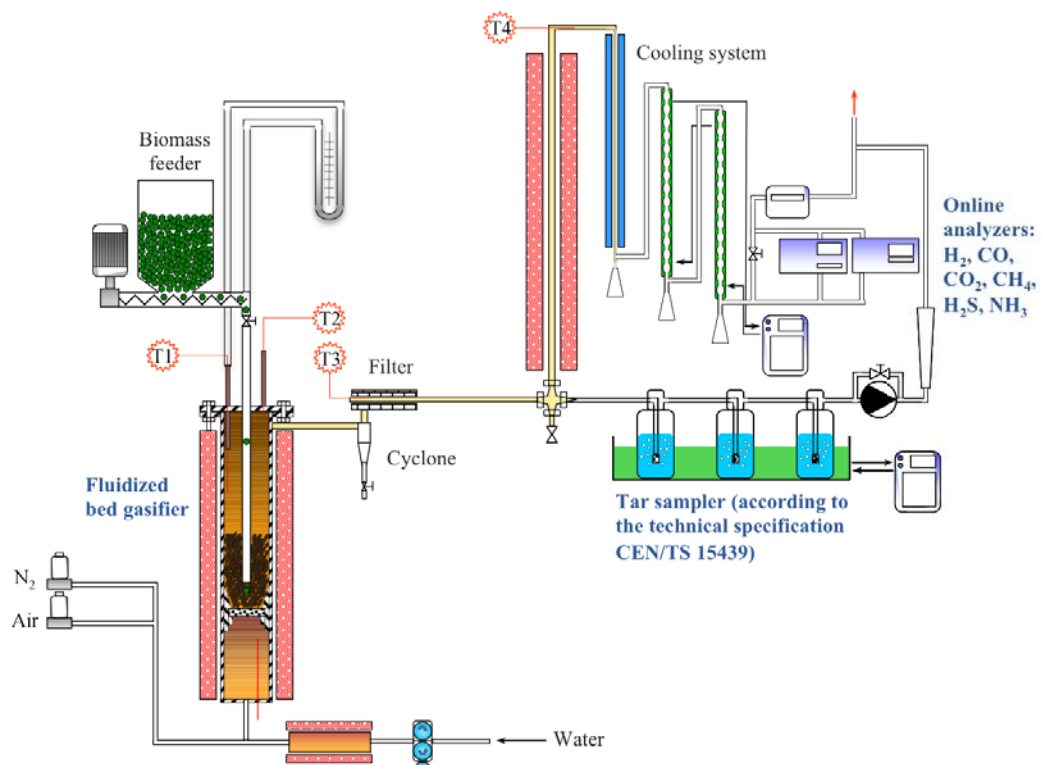 T4
Cooling system
Biomass
feeder
Online
analyzers:
H₂, CO,
CO₂, CH₄,
H₂S, NH₃
T2
T1
T3
Filter
Cyclone
Fluidized
bed gasifier
Tar sampler (according to
the technical specification
CEN/TS 15439)
N₂
Air
Water